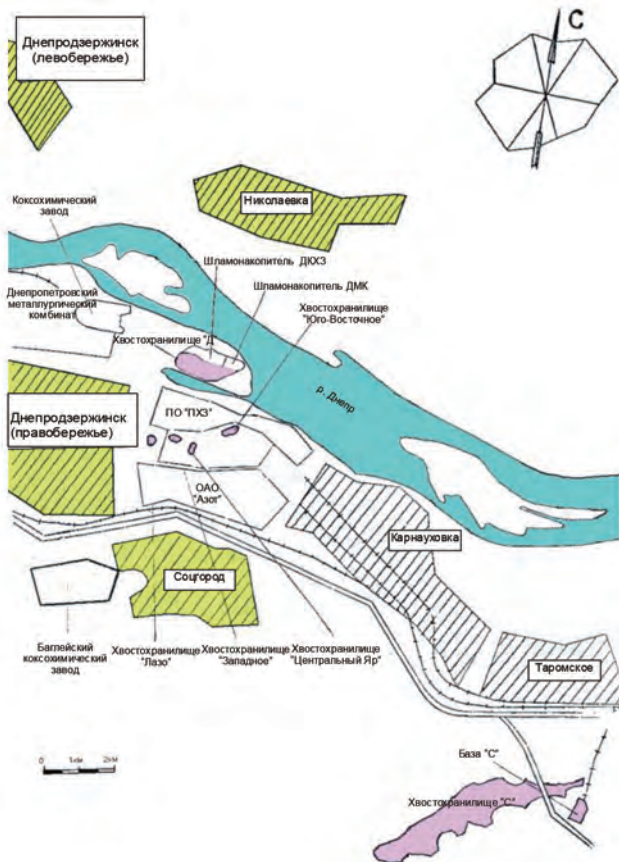 Днепродзержинск
(левобережье)
С
Николаевка
Коксохимический
завод
Шламонакопитель ДКХЗ
Шламонакопитель ДМК
Днепропетровский
металлургический
комбинат
Хвостохранилище
"Юго-Восточное"
Хвостохранилище "Д"
р. Днепр
Днепродзержинск
(правобережье)
ПО "ПХЗ"
ОАО
"Азот"
Карнауховка
Соцгород
Таромское
Баглейский
коксохимический
завод
Хвостохранилище
"Лазо"
Хвостохранилище
"Западное"
Хвостохранилище
"Центральный Яр"
0 1км 2км
База "С"
Хвостохранилище "С"